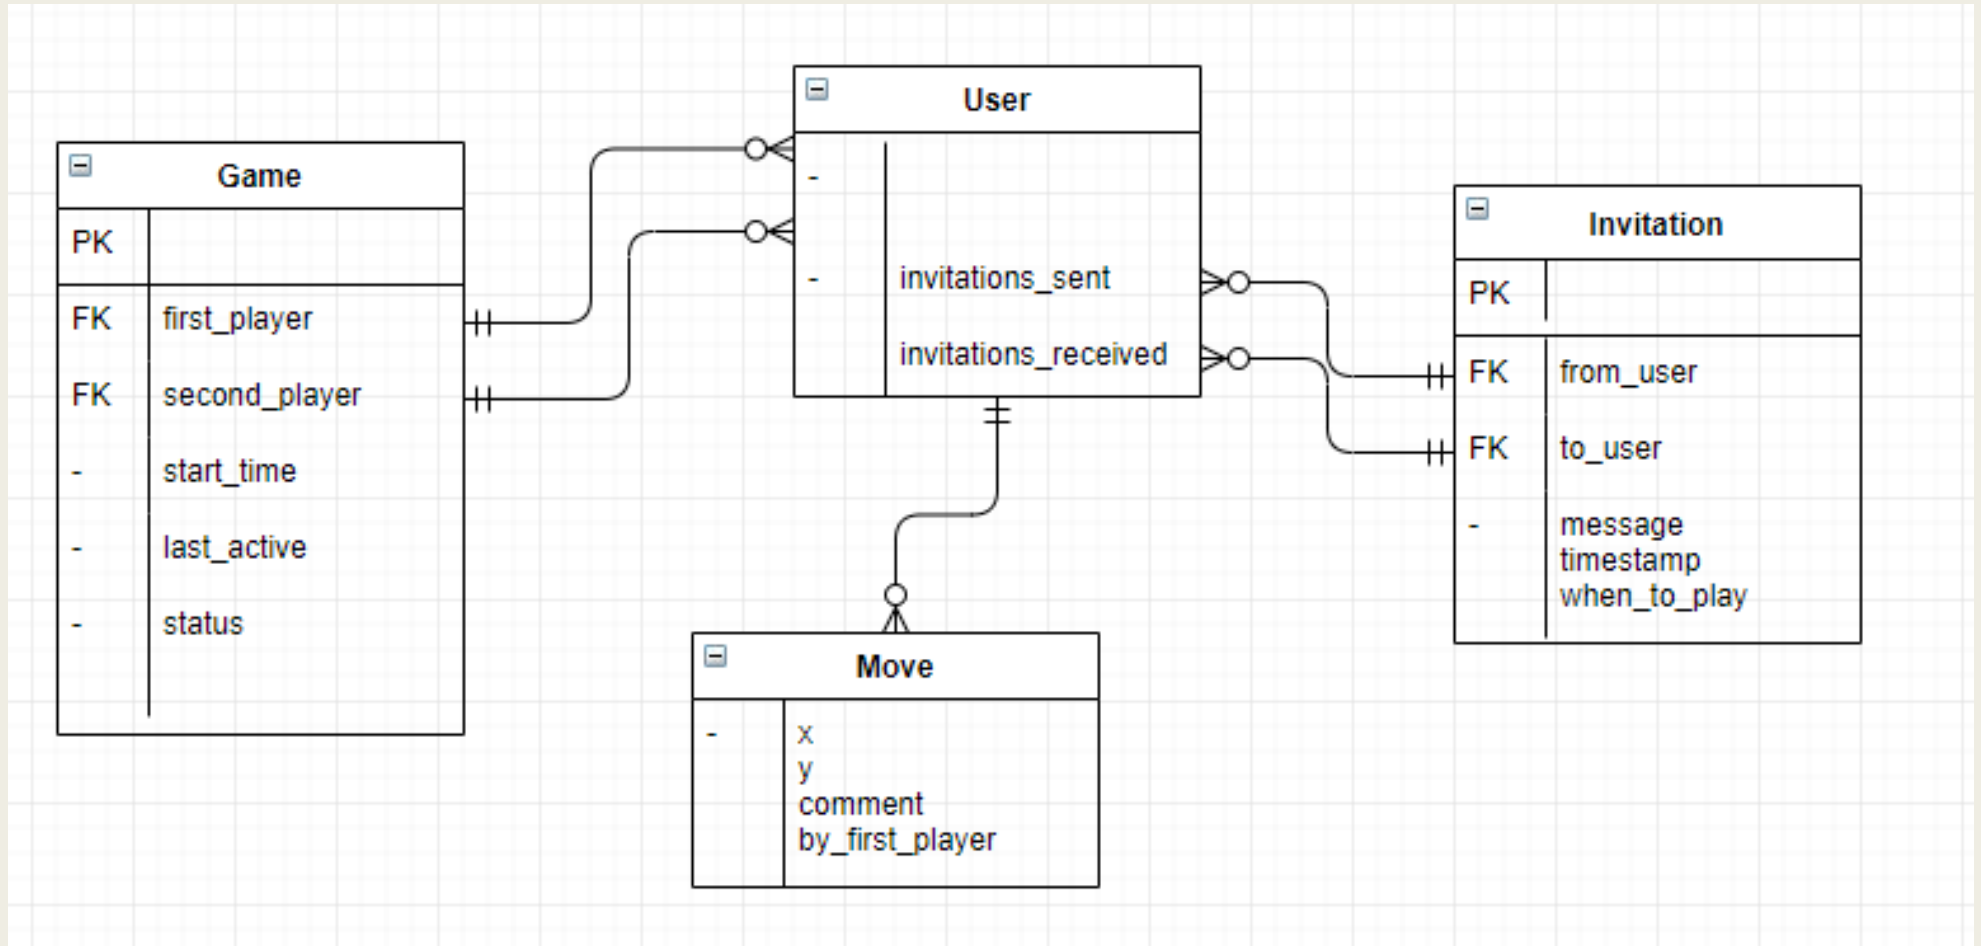 Game
PK
FK first_player
FK second_player
- start_time
- last_active
- status
User
-
- invitations_sent
invitations_received
Invitation
PK
FK from_user
FK to_user
- message
timestamp
when_to_play
Move
- x
y
comment
by_first_player